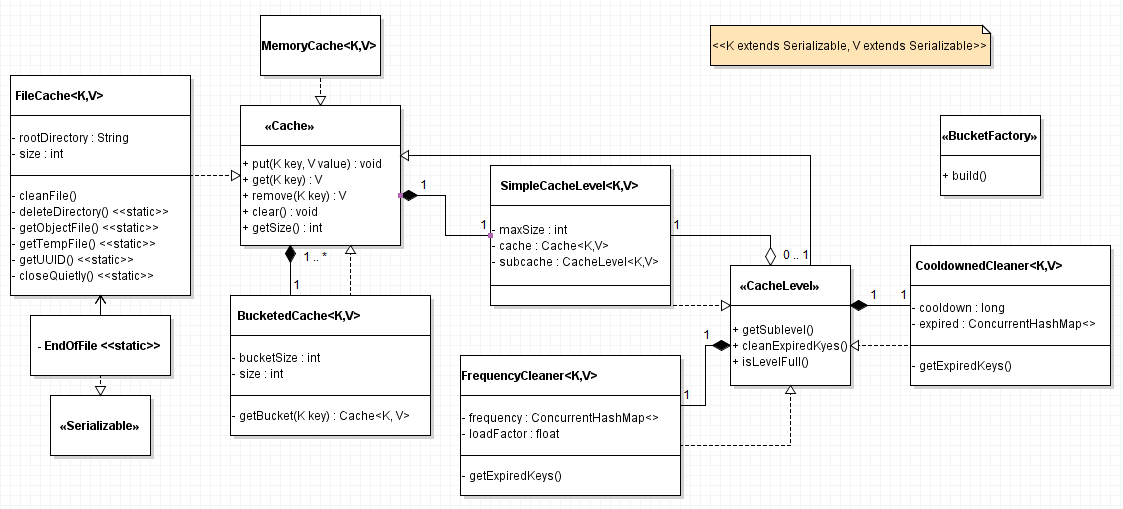 MemoryCache<K,V>
<<K extends Serializable, V extends Serializable>>
FileCache<K,V>
- rootDirectory : String
- size : int
- cleanFile()
- deleteDirectory() <<static>>
- getObjectFile() <<static>>
- getTempFile() <<static>>
- getUUID() <<static>>
- closeQuietly() <<static>>
«Cache»
+ put(K key, V value) : void
+ get(K key) : V
+ remove(K key) : V
+ clear() : void
+ getSize() : int
1
1
1 .. *
1
«BucketFactory»
+ build()
SimpleCacheLevel<K,V>
- maxSize : int
- cache : Cache<K,V>
- subcache : CacheLevel<K,V>
1
0 .. 1
«CacheLevel»
+ getSublevel()
+ cleanExpiredKyes()
+ isLevelFull()
1
1
CooldownedCleaner<K,V>
- cooldown : long
- expired : ConcurrentHashMap<>
- getExpiredKeys()
BucketedCache<K,V>
- bucketSize : int
- size : int
- getBucket(K key) : Cache<K, V>
- EndOfFile <<static>>
«Serializable»
1
1
FrequencyCleaner<K,V>
- frequency : ConcurrentHashMap<>
- loadFactor : float
- getExpiredKeys()